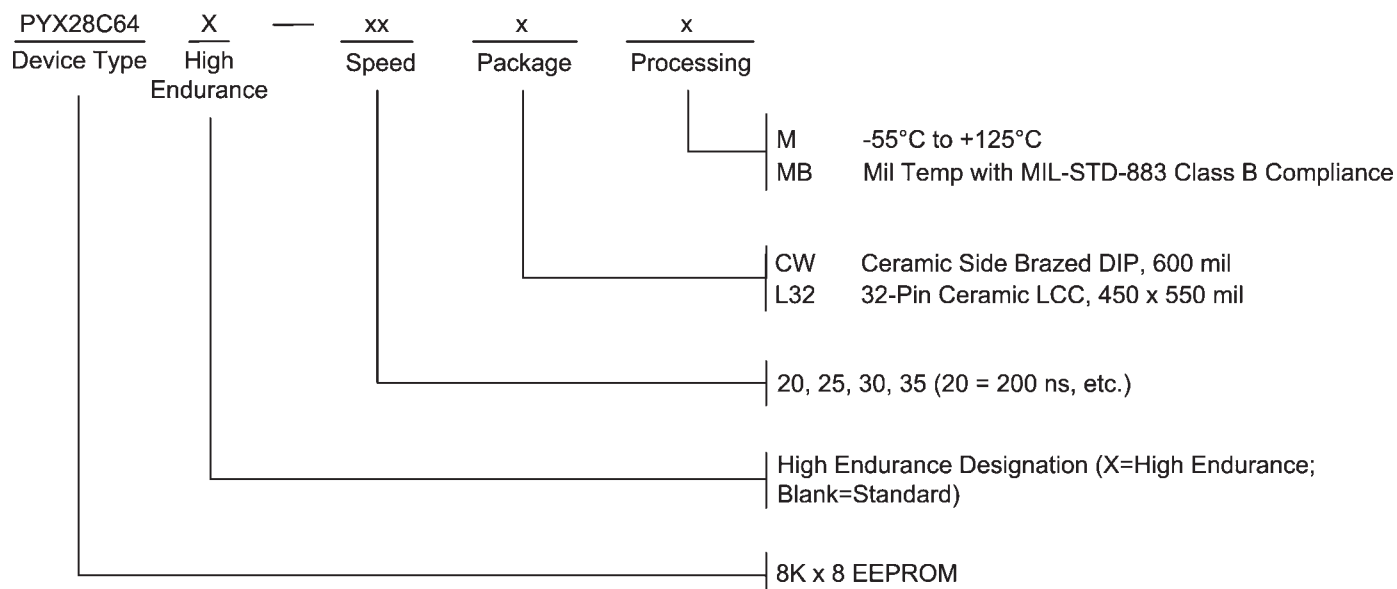 PYX28C64 X — xx x x
Device Type High Endurance Speed Package Processing
M -55°C to +125°C
MB Mil Temp with MIL-STD-883 Class B Compliance
CW Ceramic Side Brazed DIP, 600 mil
L32 32-Pin Ceramic LCC, 450 x 550 mil
20, 25, 30, 35 (20 = 200 ns, etc.)
High Endurance Designation (X=High Endurance;
Blank=Standard)
8K x 8 EEPROM